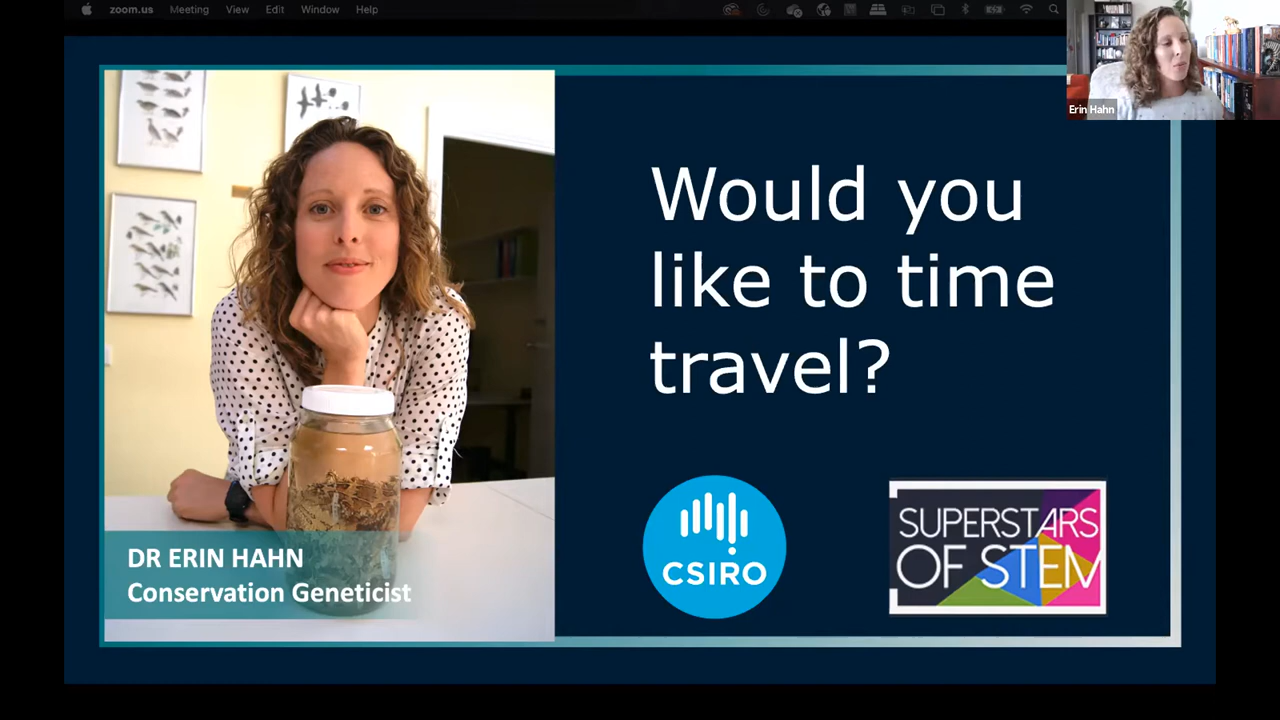 zoom.us Meeting View Edit Window Help
Erin Hahn
Would you
like to time
travel?
DR ERIN HAHN
Conservation Geneticist
CSIRO
SUPERSTARS
OF STEM